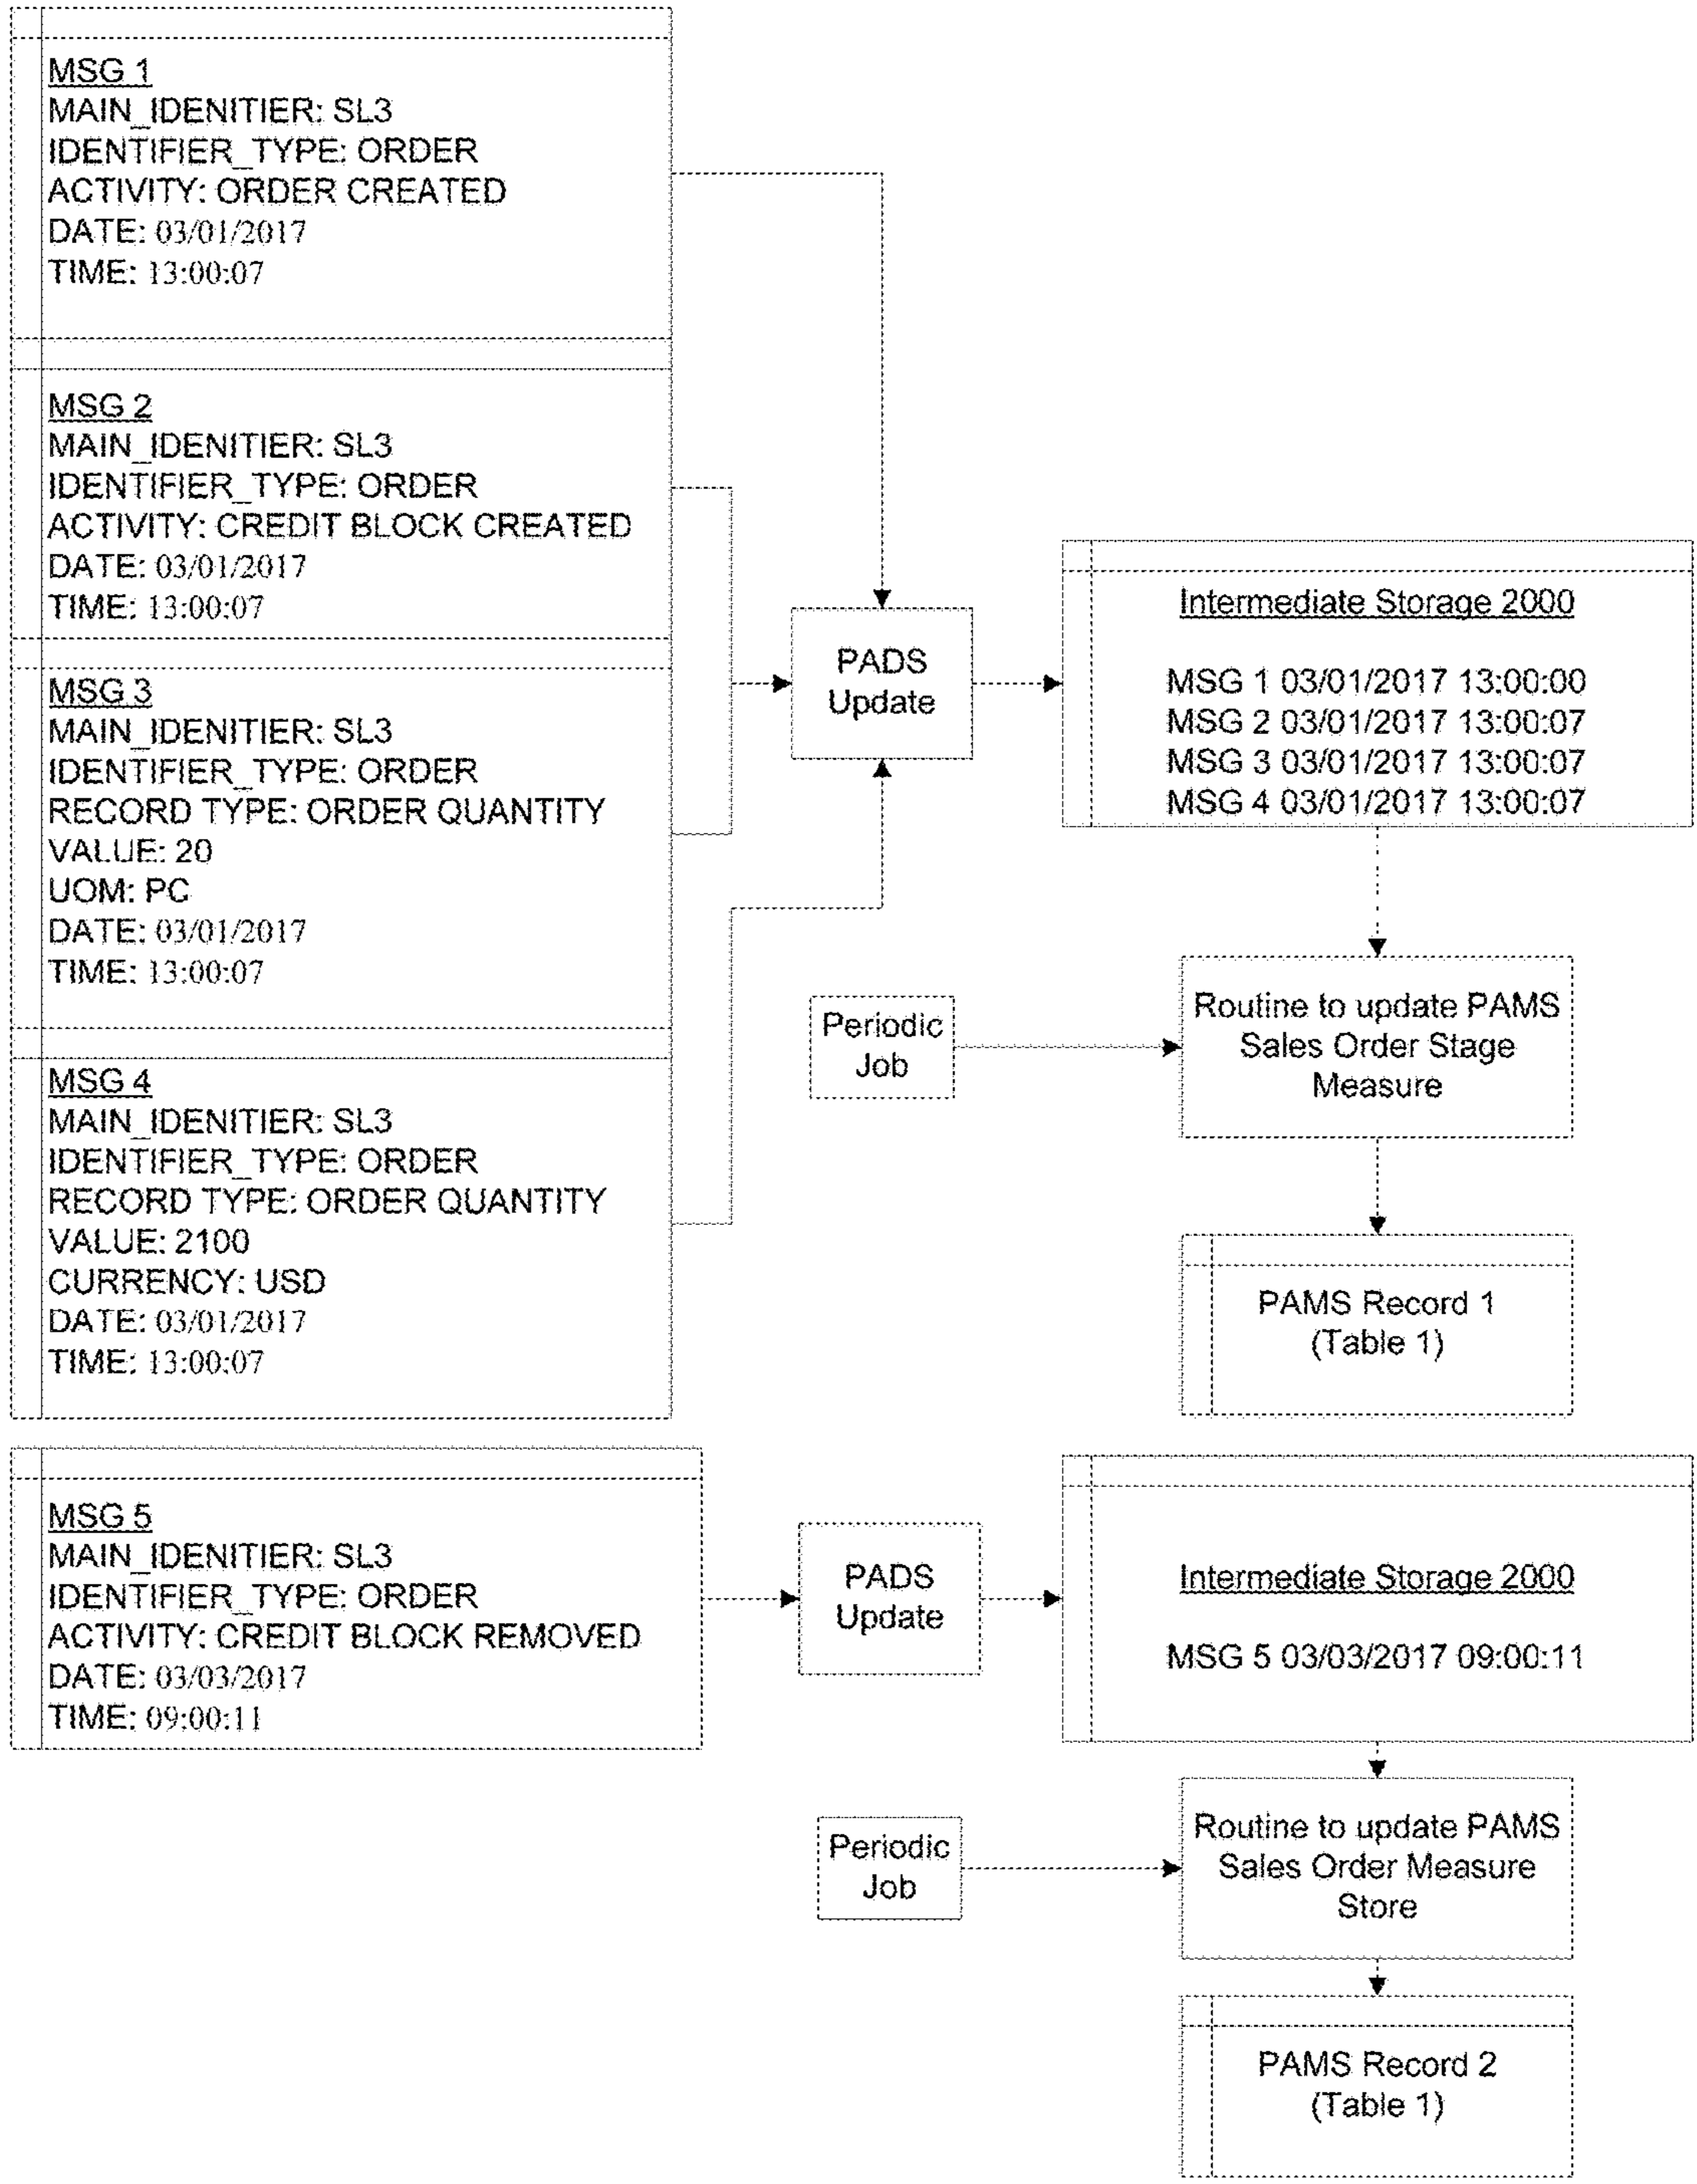 MSG 1
MAIN_IDENITIER: SL3
IDENTIFIER_TYPE: ORDER
ACTIVITY: ORDER CREATED
DATE: 03/01/2017
TIME: 13:00:07
MSG 2
MAIN_IDENITIER: SL3
IDENTIFIER_TYPE: ORDER
ACTIVITY: CREDIT BLOCK CREATED
DATE: 03/01/2017
TIME: 13:00:07
MSG 3
MAIN_IDENITIER: SL3
IDENTIFIER_TYPE: ORDER
RECORD TYPE: ORDER QUANTITY
VALUE: 20
UOM: PC
DATE: 03/01/2017
TIME: 13:00:07
MSG 4
MAIN_IDENITIER: SL3
IDENTIFIER_TYPE: ORDER
RECORD TYPE: ORDER QUANTITY
VALUE: 2100
CURRENCY: USD
DATE: 03/01/2017
TIME: 13:00:07
PADS
Update
Intermediate Storage 2000
MSG 1 03/01/2017 13:00:00
MSG 2 03/01/2017 13:00:07
MSG 3 03/01/2017 13:00:07
MSG 4 03/01/2017 13:00:07
Periodic
Job
Routine to update PAMS
Sales Order Stage
Measure
PAMS Record 1
(Table 1)
MSG 5
MAIN_IDENITIER: SL3
IDENTIFIER_TYPE: ORDER
ACTIVITY: CREDIT BLOCK REMOVED
DATE: 03/03/2017
TIME: 09:00:11
PADS
Update
Intermediate Storage 2000
MSG 5 03/03/2017 09:00:11
Periodic
Job
Routine to update PAMS
Sales Order Measure
Store
PAMS Record 2
(Table 1)